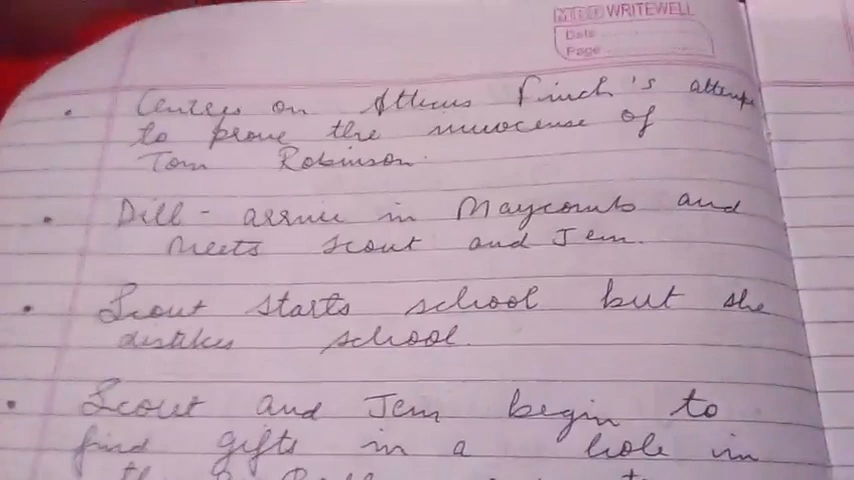 WRITEWELL
Date
Page
• Centres on Atticus Finch's attempt
to prove the innocense of
Tom Robinson.
• Dill - arrive in Maycomb and
meets scout and Jem.
• Scout starts school but she
dislikes school.
• Scout and Jem begin to
find gifts in a hole in